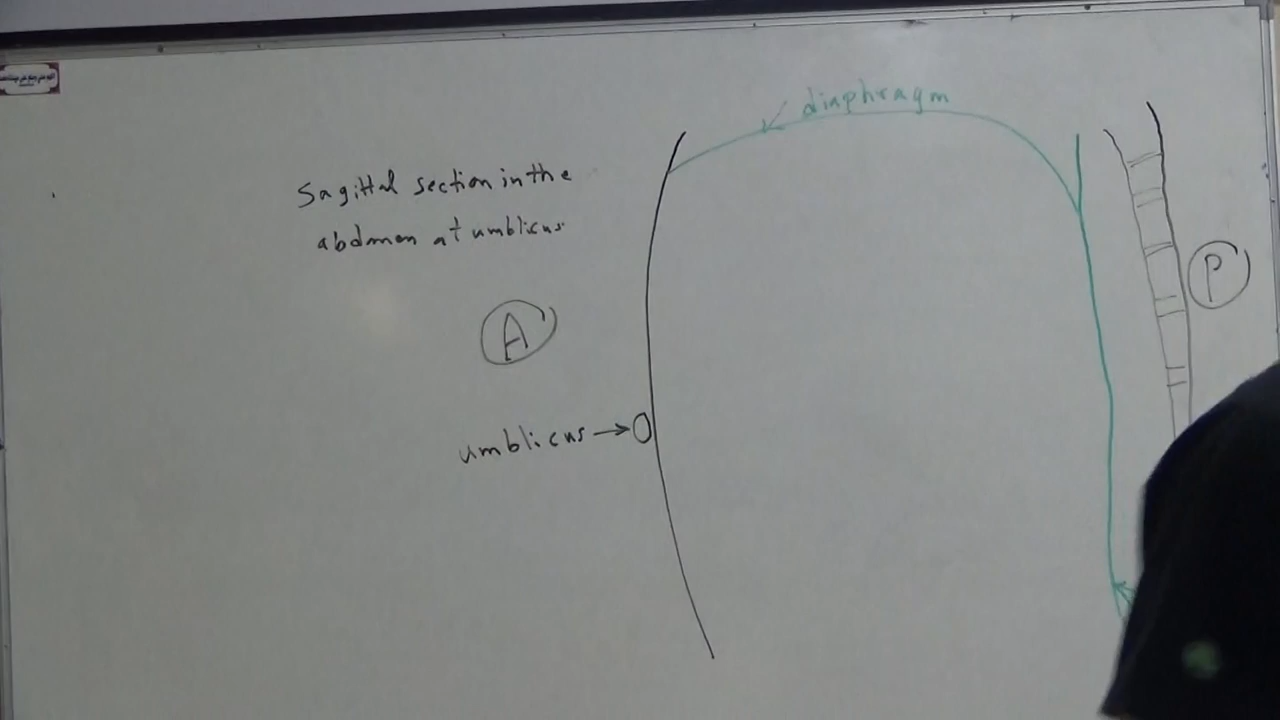 diaphragm
Sagittal section in the
abdomen at umblicus
P
A
umblicus